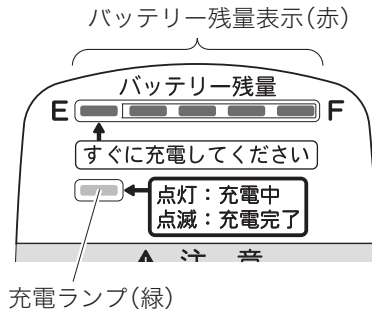 バッテリー残量表示(赤)
バッテリー残量
E F
すぐに充電してください
点灯：充電中
点滅：充電完了
注 意
充電ランプ(緑)